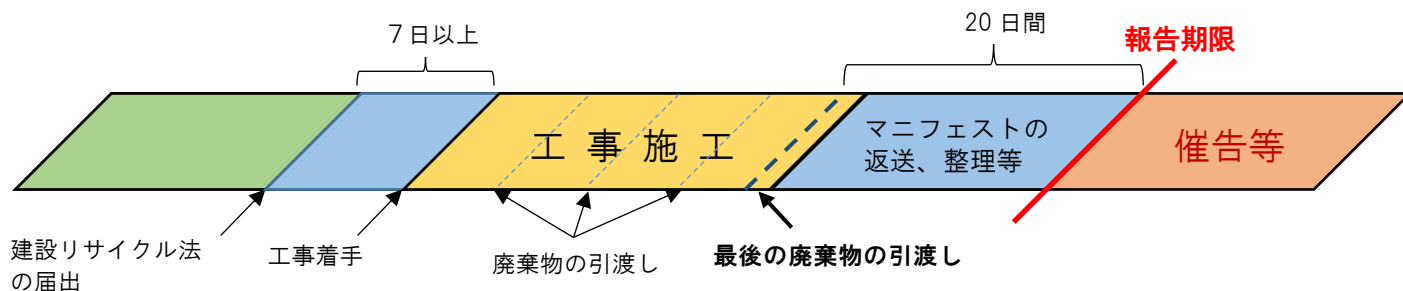 7日以上
20日間
報告期限
工事施工
マニフェストの
返送、整理等
催告等
建設リサイクル法
の届出
工事着手
廃棄物の引渡し
最後の廃棄物の引渡し